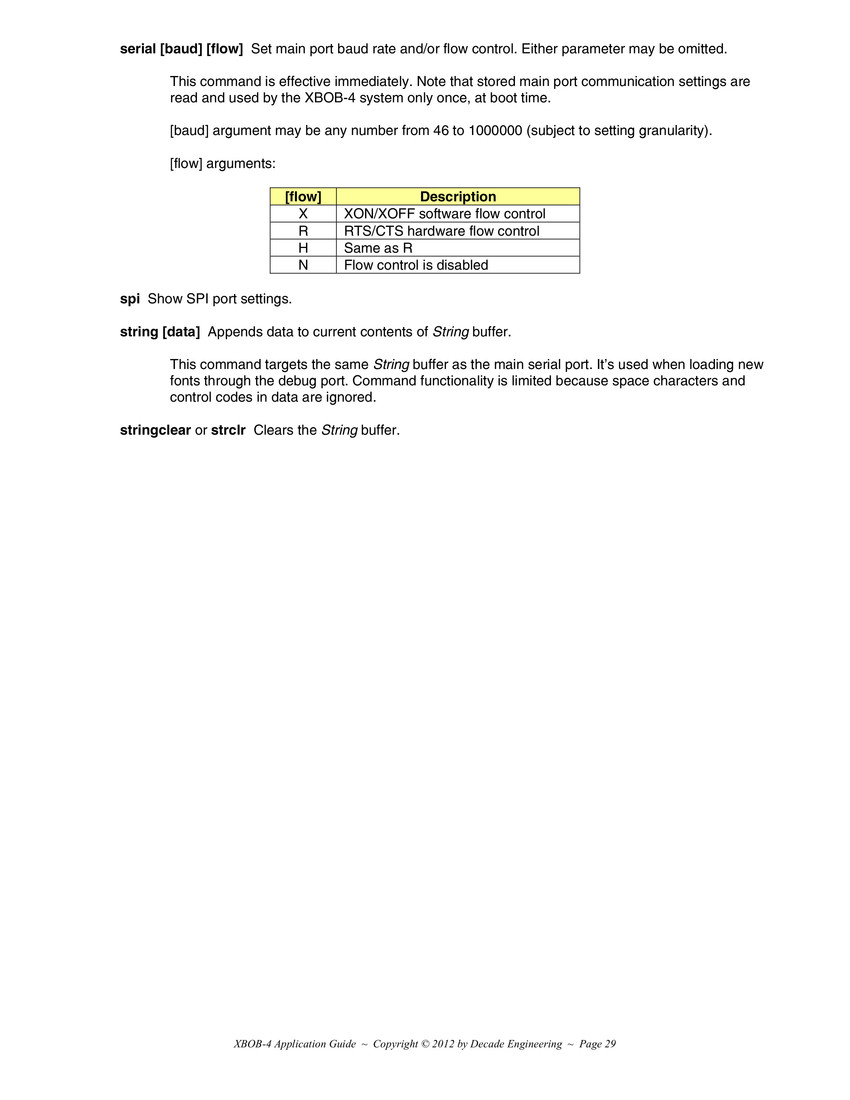 serial [baud] [flow]  Set main port baud rate and/or flow control. Either parameter may be omitted.
This command is effective immediately. Note that stored main port communication settings are
read and used by the XBOB-4 system only once, at boot time.
[baud] argument may be any number from 46 to 1000000 (subject to setting granularity).
[flow] arguments:
[flow] Description
X XON/XOFF software flow control
R RTS/CTS hardware flow control
H Same as R
N Flow control is disabled
spi  Show SPI port settings.
string [data]  Appends data to current contents of String buffer.
This command targets the same String buffer as the main serial port. It's used when loading new
fonts through the debug port. Command functionality is limited because space characters and
control codes in data are ignored.
stringclear or strclr  Clears the String buffer.
XBOB-4 Application Guide  ~  Copyright © 2012 by Decade Engineering  ~  Page 29